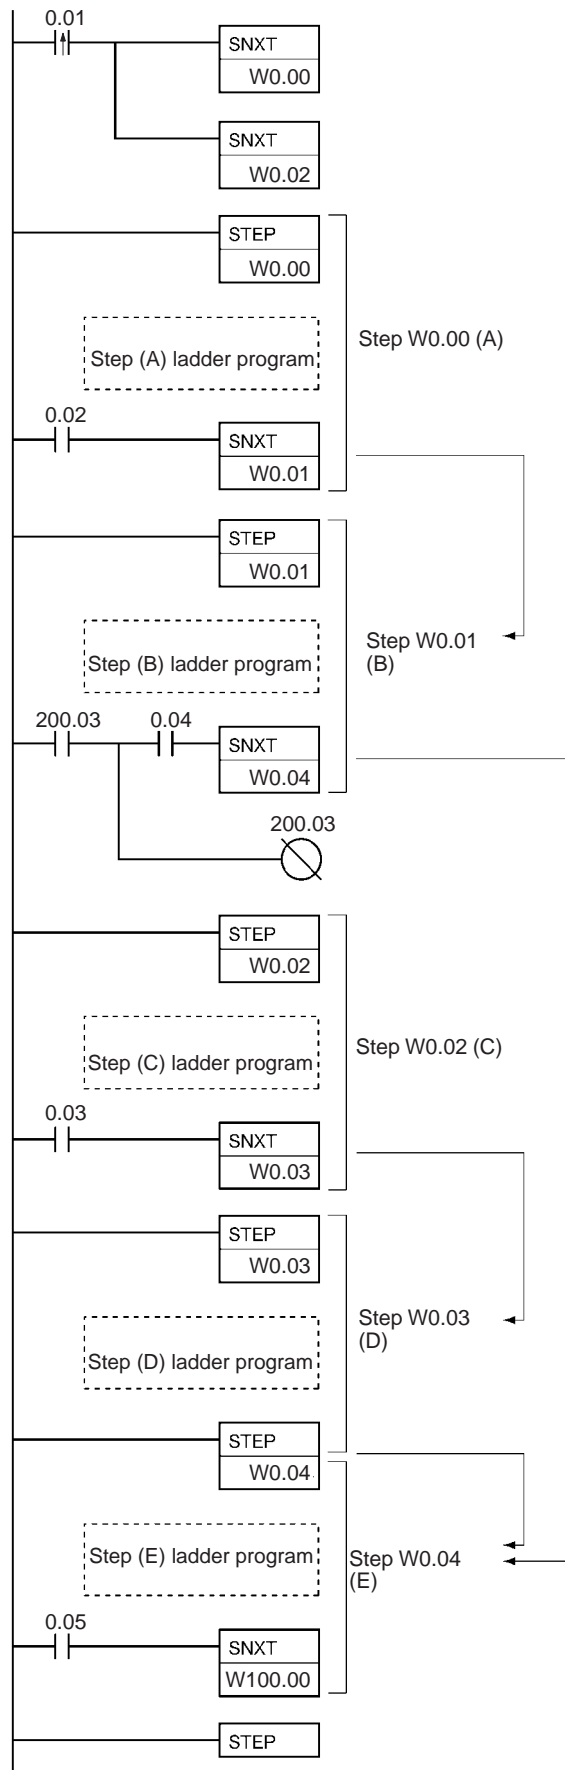 0.01
SNXT
W0.00
SNXT
W0.02
STEP
W0.00
Step W0.00 (A)
Step (A) ladder program
0.02
SNXT
W0.01
STEP
W0.01
Step W0.01
(B)
Step (B) ladder program
200.03
0.04
SNXT
W0.04
200.03
STEP
W0.02
Step W0.02 (C)
Step (C) ladder program
0.03
SNXT
W0.03
STEP
W0.03
Step W0.03
(D)
Step (D) ladder program
STEP
W0.04
Step (E) ladder program
Step W0.04
(E)
0.05
SNXT
W100.00
STEP